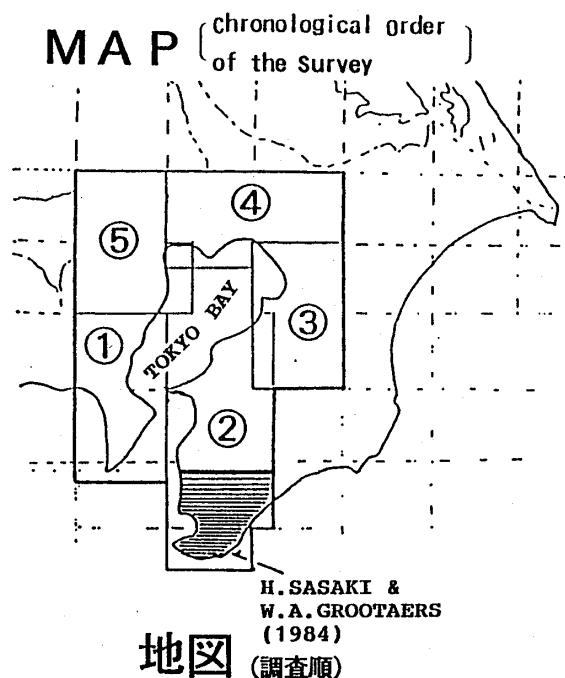 MAP (Chronological Order
of the Survey)
④
⑤
③
①
TOKYO BAY
②
H.SASAKI &
W.A.GROOTAERS
(1984)
地図 (調査順)